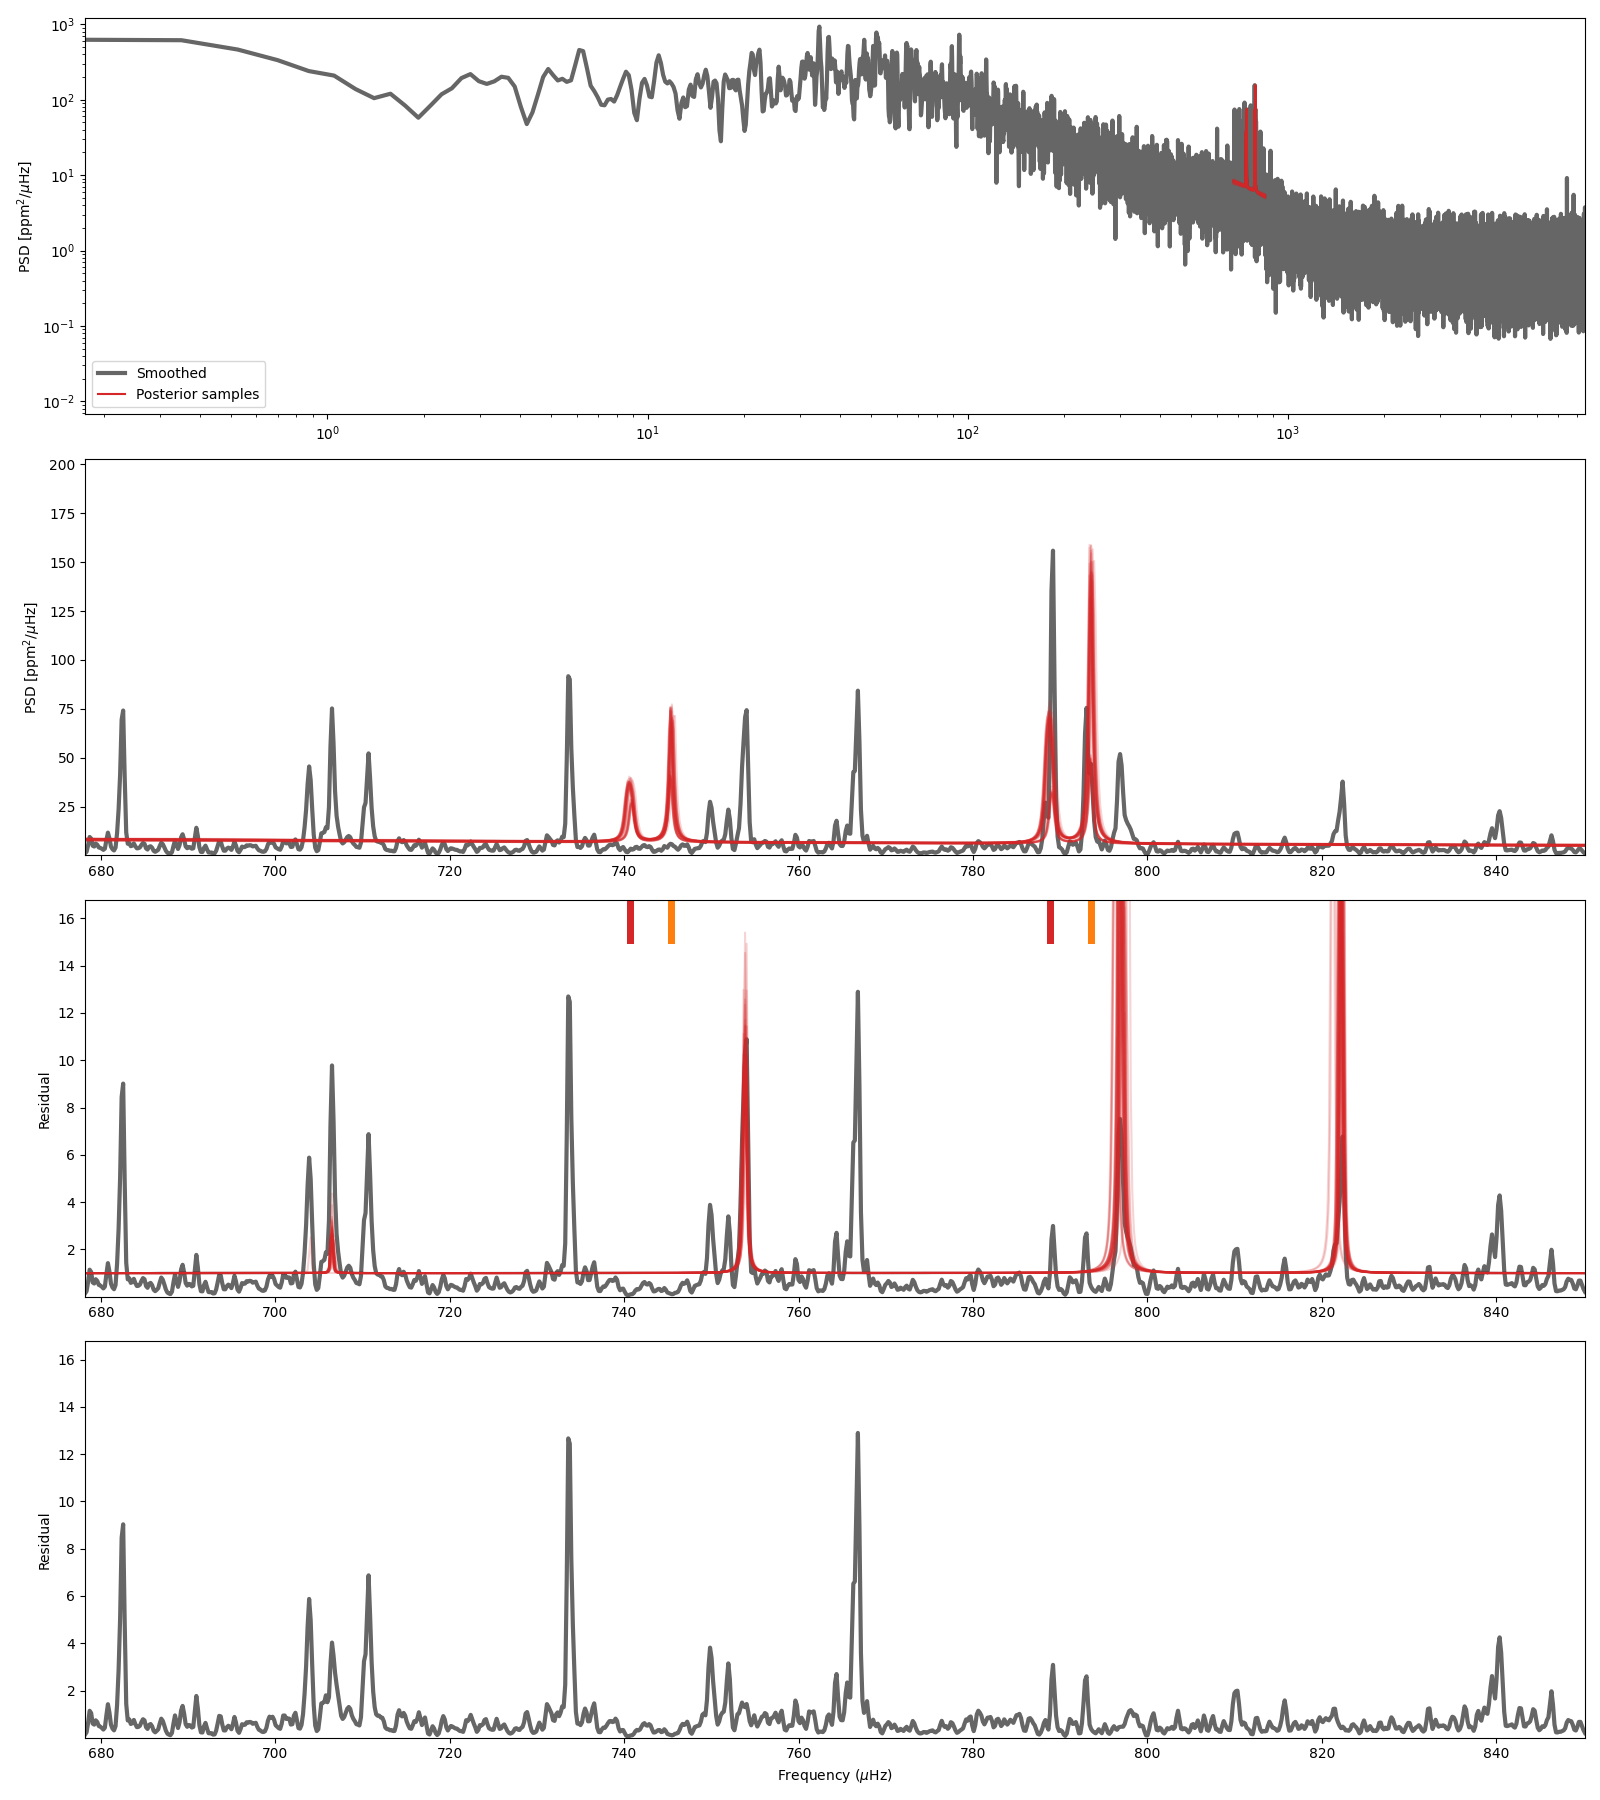 10³
10²
10¹
10⁰
10⁻¹
10⁻²
PSD [ppm²/μHz]
Smoothed
Posterior samples
10⁰ 10¹ 10² 10³
200
175
150
125
100
75
50
25
PSD [ppm²/μHz]
680 700 720 740 760 780 800 820 840
16
14
12
10
8
6
4
2
Residual
680 700 720 740 760 780 800 820 840
16
14
12
10
8
6
4
2
Residual
680 700 720 740 760 780 800 820 840
Frequency (μHz)